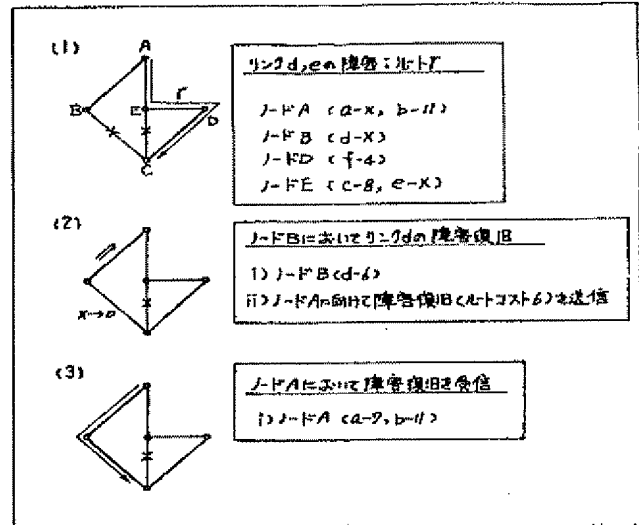 (1)
A
B
E
r
D
C
リンクd,eの障害:ルートr
ノードA (a-x, b-11)
ノードB (d-x)
ノードD (f-4)
ノードE (c-8, e-x)
(2)
x→o
ノードBにおいてリンクdの障害復旧
i) ノードB(d-6)
ii) ノードAに向けて障害復旧(ルートコスト6)を送信
(3)
ノードAにおいて障害復旧を受信
i) ノードA (a-7, b-11)